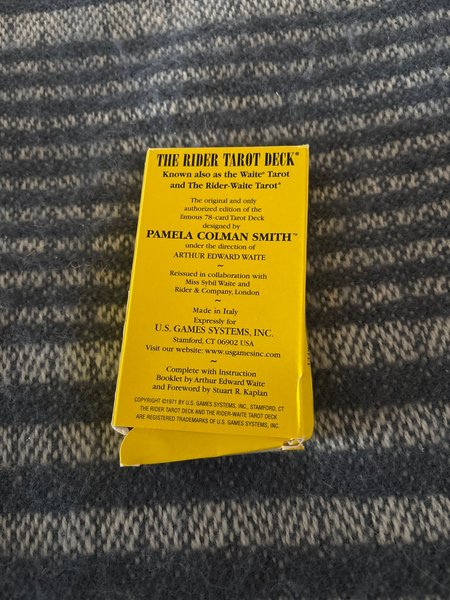 THE RIDER TAROT DECK®
Known also as the Waite® Tarot
and The Rider-Waite Tarot®
The original and only
authorized edition of the
famous 78-card Tarot Deck
designed by
PAMELA COLMAN SMITH™
under the direction of
ARTHUR EDWARD WAITE
~
Reissued in collaboration with
Miss Sybil Waite and
Rider & Company, London
~
Made in Italy
Expressly for
U.S. GAMES SYSTEMS, INC.
Stamford, CT 06902 USA
Visit our website: www.usgamesinc.com
~
Complete with Instruction
Booklet by Arthur Edward Waite
and Foreword by Stuart R. Kaplan
COPYRIGHT ©1971 BY U.S. GAMES SYSTEMS, INC., STAMFORD, CT
THE RIDER TAROT DECK AND THE RIDER-WAITE TAROT DECK
ARE REGISTERED TRADEMARKS OF U.S. GAMES SYSTEMS, INC.